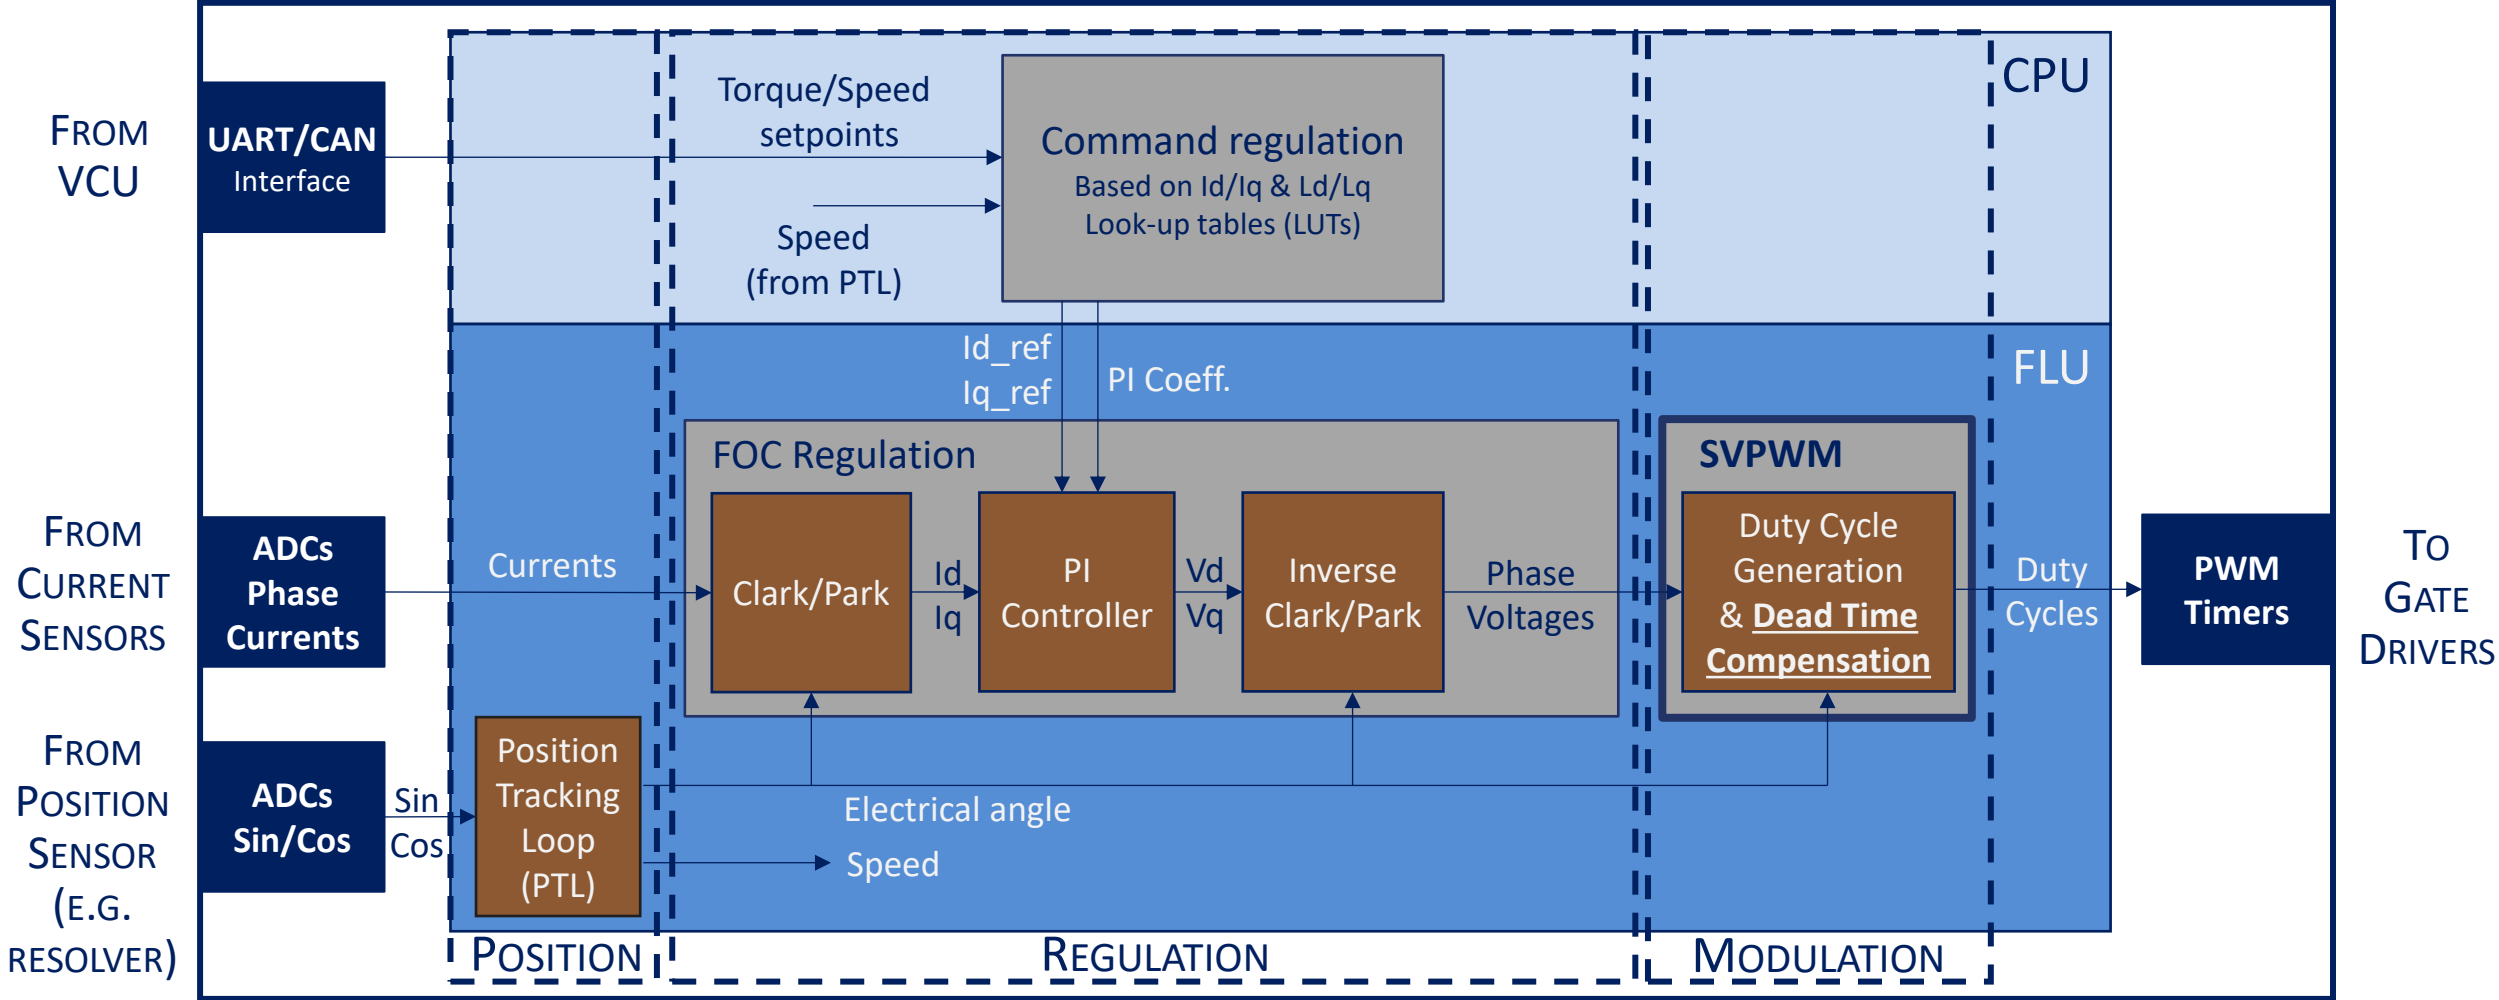 FROM
VCU
UART/CAN
Interface
Torque/Speed
setpoints
Speed
(from PTL)
Command regulation
Based on Id/Iq & Ld/Lq
Look-up tables (LUTs)
CPU
FLU
Id_ref
Iq_ref
PI Coeff.
FOC Regulation
SVPWM
FROM
CURRENT
SENSORS
ADCs
Phase
Currents
Currents
Clark/Park
Id
Iq
PI
Controller
Vd
Vq
Inverse
Clark/Park
Phase
Voltages
Duty Cycle
Generation
& Dead Time
Compensation
Duty
Cycles
PWM
Timers
TO
GATE
DRIVERS
FROM
POSITION
SENSOR
(E.G.
RESOLVER)
ADCs
Sin/Cos
Sin
Cos
Position
Tracking
Loop
(PTL)
Electrical angle
Speed
POSITION
REGULATION
MODULATION